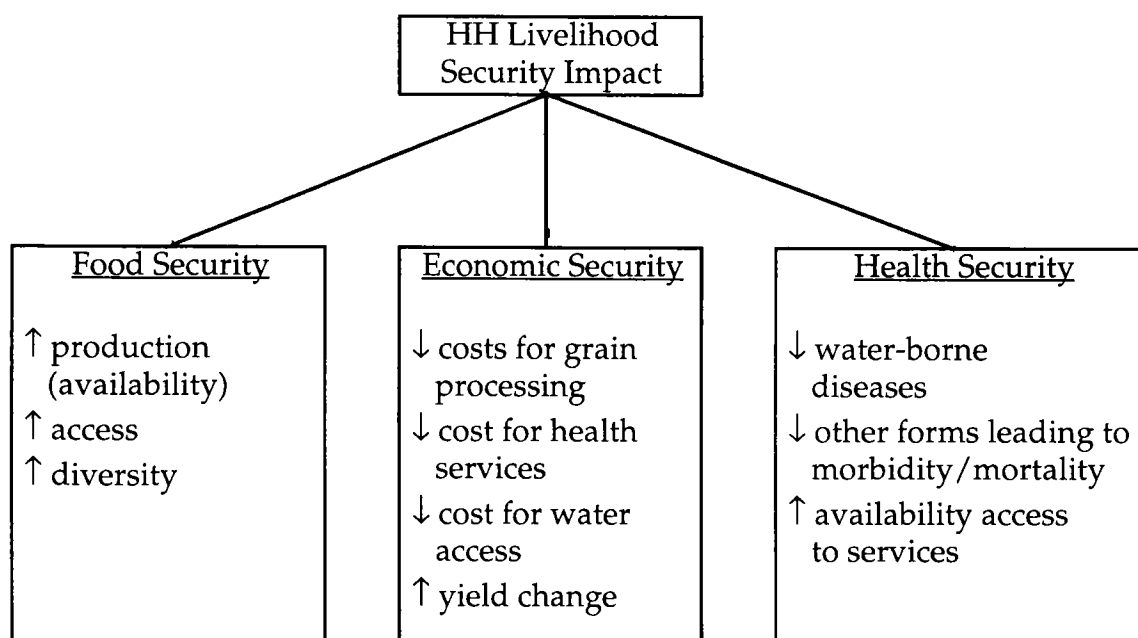 HH Livelihood
Security Impact
Food Security
↑ production
(availability)
↑ access
↑ diversity
Economic Security
↓ costs for grain
processing
↓ cost for health
services
↓ cost for water
access
↑ yield change
Health Security
↓ water-borne
diseases
↓ other forms leading to
morbidity/mortality
↑ availability access
to services